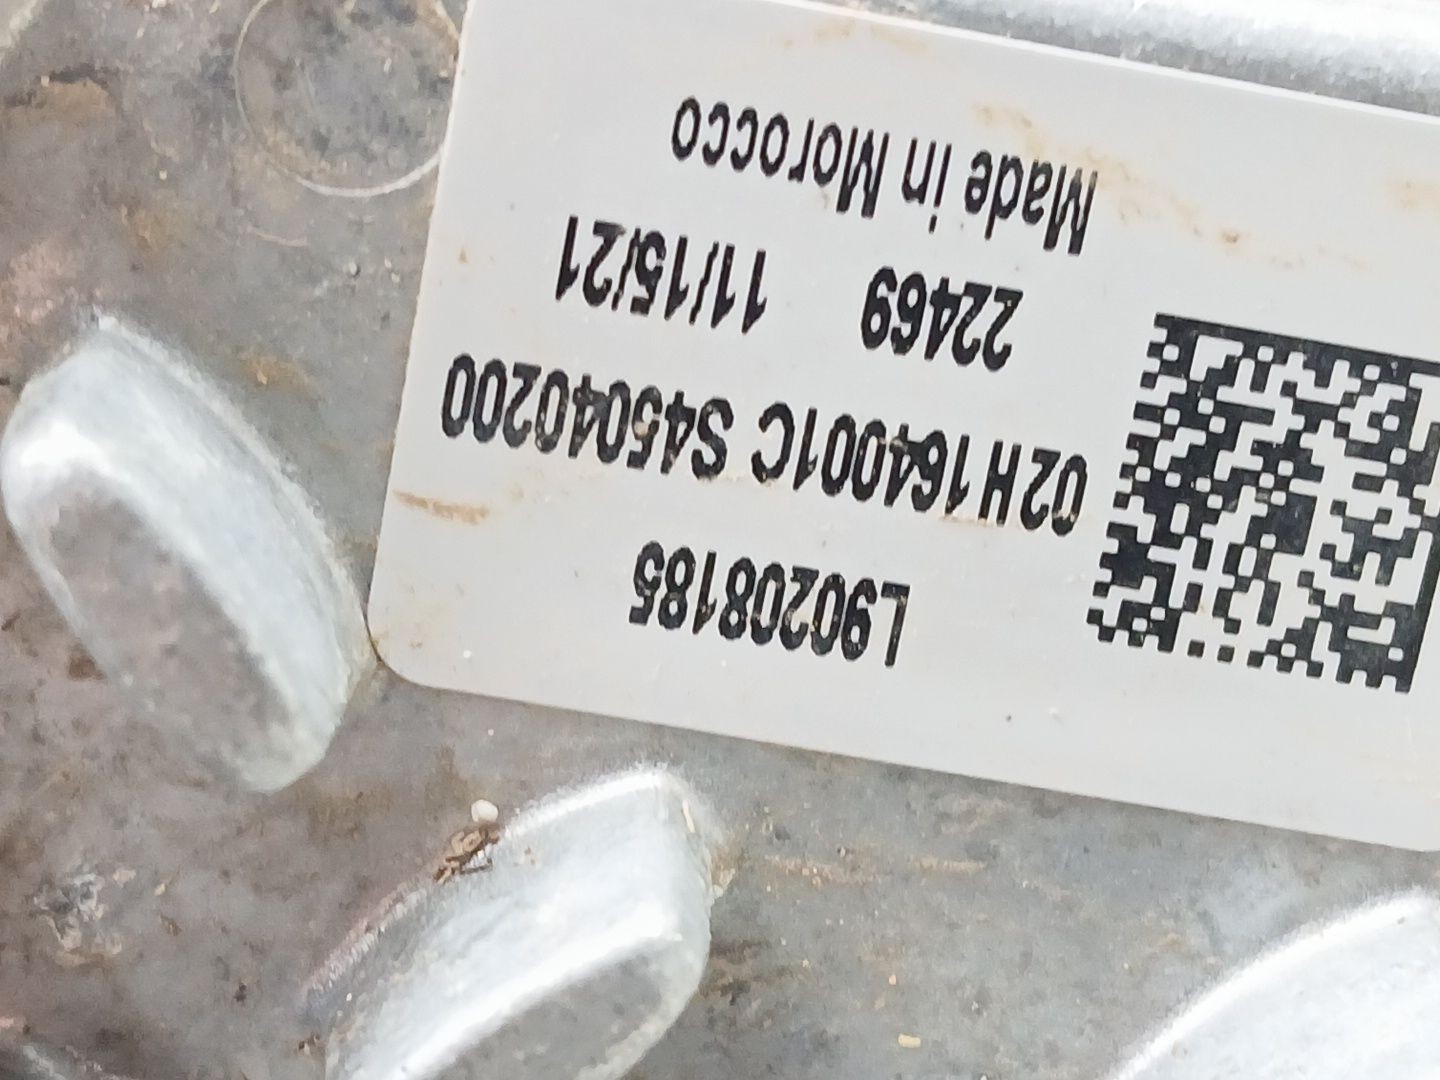 L90208185
02H164001C S45040200
22469 11/15/21
Made in Morocco